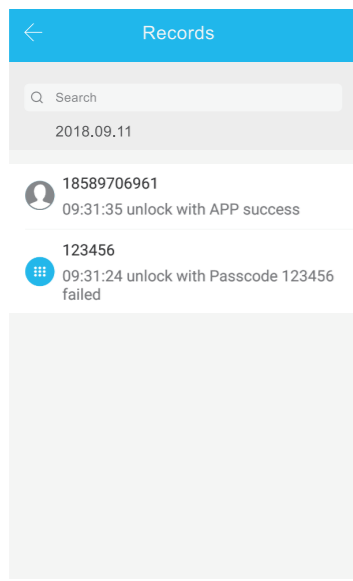 Records
Search
2018.09.11
18589706961
09:31:35 unlock with APP success
123456
09:31:24 unlock with Passcode 123456
failed